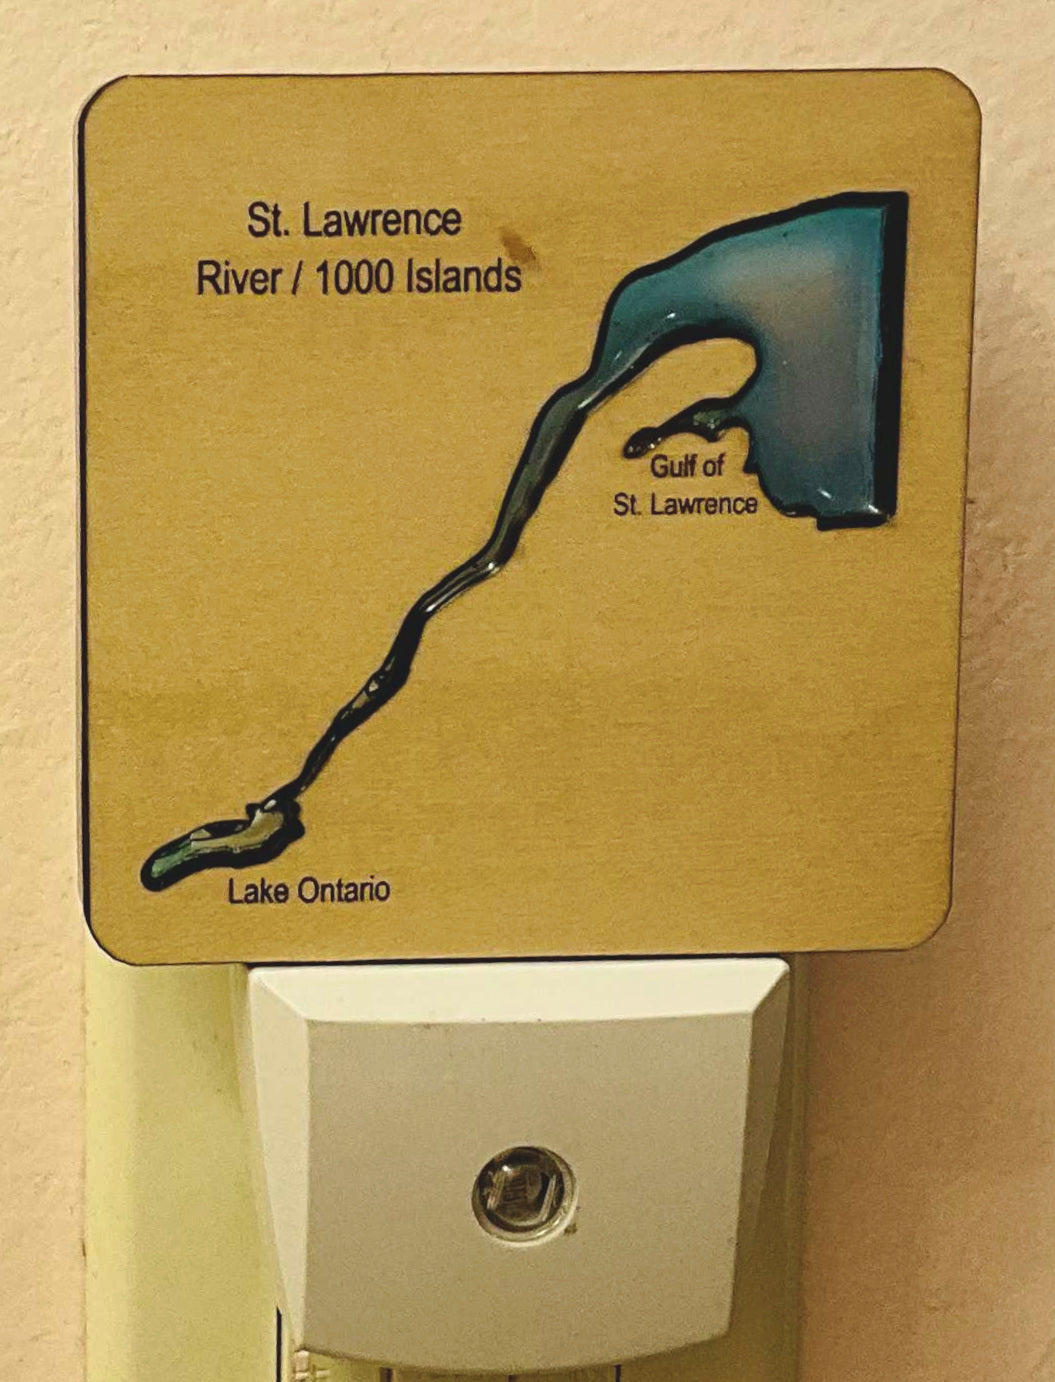 St. Lawrence
River / 1000 Islands
Gulf of
St. Lawrence
Lake Ontario